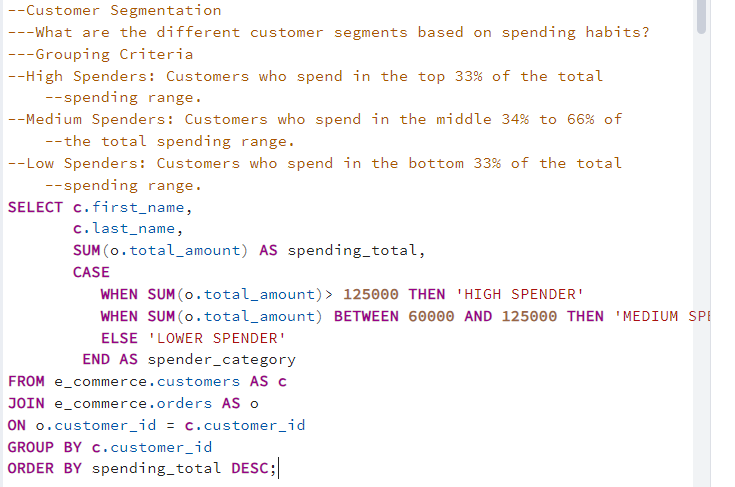 --Customer Segmentation
---What are the different customer segments based on spending habits?
---Grouping Criteria
--High Spenders: Customers who spend in the top 33% of the total
--spending range.
--Medium Spenders: Customers who spend in the middle 34% to 66% of
--the total spending range.
--Low Spenders: Customers who spend in the bottom 33% of the total
--spending range.
SELECT c.first_name,
c.last_name,
SUM(o.total_amount) AS spending_total,
CASE
WHEN SUM(o.total_amount)> 125000 THEN 'HIGH SPENDER'
WHEN SUM(o.total_amount) BETWEEN 60000 AND 125000 THEN 'MEDIUM
ELSE 'LOWER SPENDER'
END AS spender_category
FROM e_commerce.customers AS c
JOIN e_commerce.orders AS o
ON o.customer_id = c.customer_id
GROUP BY c.customer_id
ORDER BY spending_total DESC;